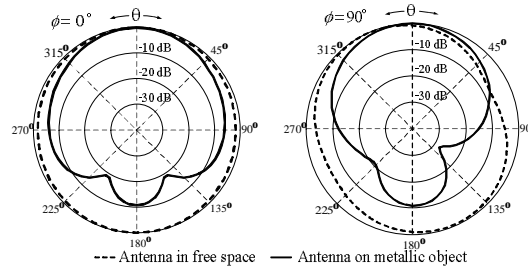 ϕ= 0° θ
315° -10 dB 45°
-20 dB
-30 dB
270° 90°
225° 135°
180°
ϕ=90° θ
315° -10 dB 45°
-20 dB
-30 dB
270° 90
225° 135°
180°
Antenna in free space Antenna on metallic object